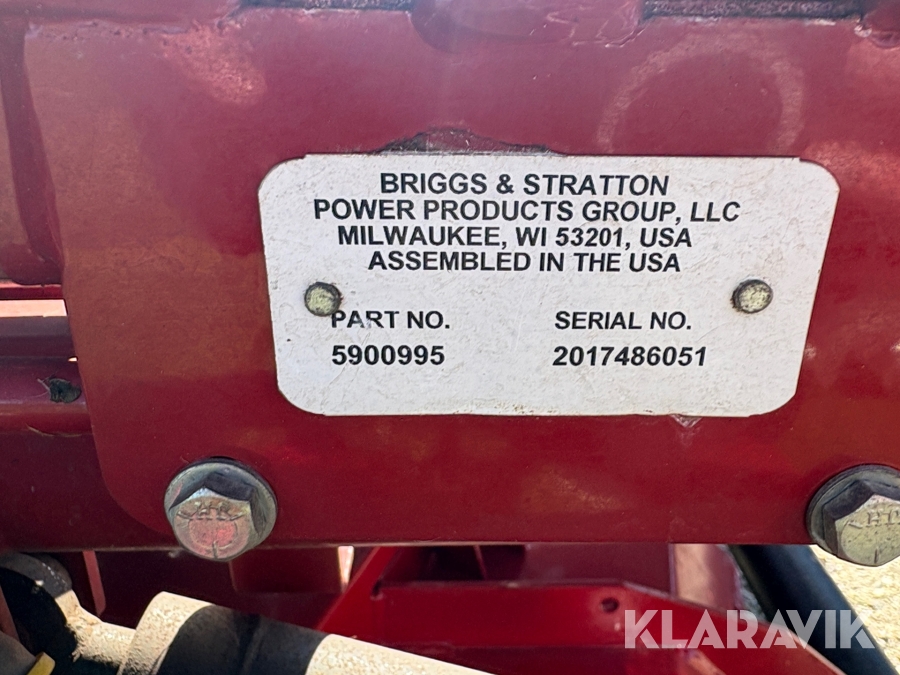 BRIGGS & STRATTON
POWER PRODUCTS GROUP, LLC
MILWAUKEE, WI 53201, USA
ASSEMBLED IN THE USA
PART NO. SERIAL NO.
5900995 2017486051
KLARAVIK